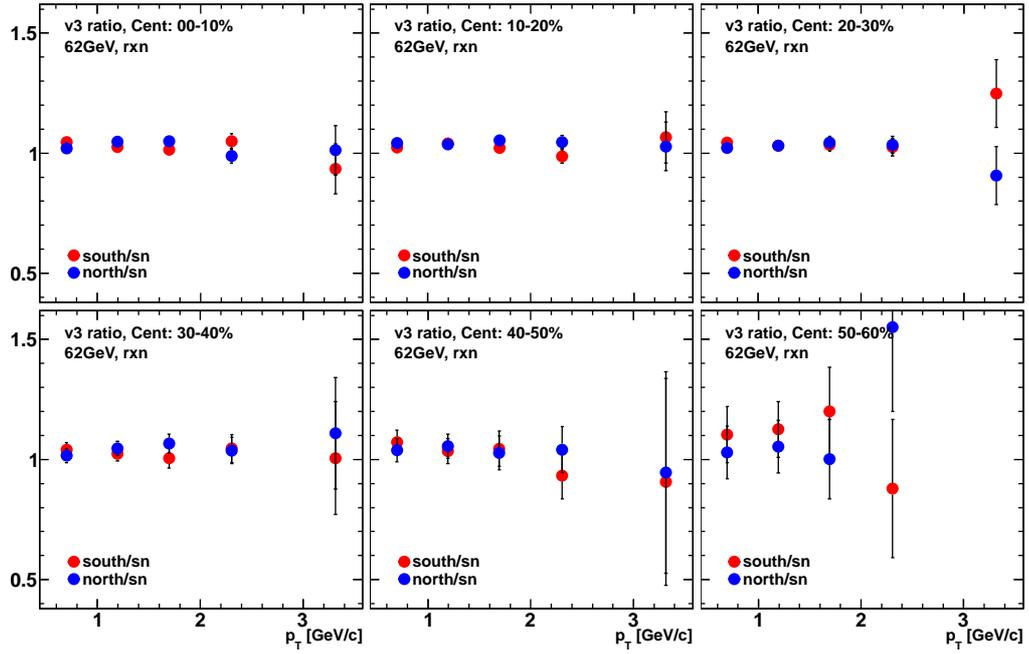 v3 ratio, Cent: 00-10%
62GeV, rxn
1.5
1
0.5
south/sn
north/sn
v3 ratio, Cent: 10-20%
62GeV, rxn
south/sn
north/sn
v3 ratio, Cent: 20-30%
62GeV, rxn
south/sn
north/sn
v3 ratio, Cent: 30-40%
62GeV, rxn
1.5
1
0.5
south/sn
north/sn
1 2 3
p_T [GeV/c]
v3 ratio, Cent: 40-50%
62GeV, rxn
south/sn
north/sn
1 2 3
p_T [GeV/c]
v3 ratio, Cent: 50-60%
62GeV, rxn
south/sn
north/sn
1 2 3
p_T [GeV/c]